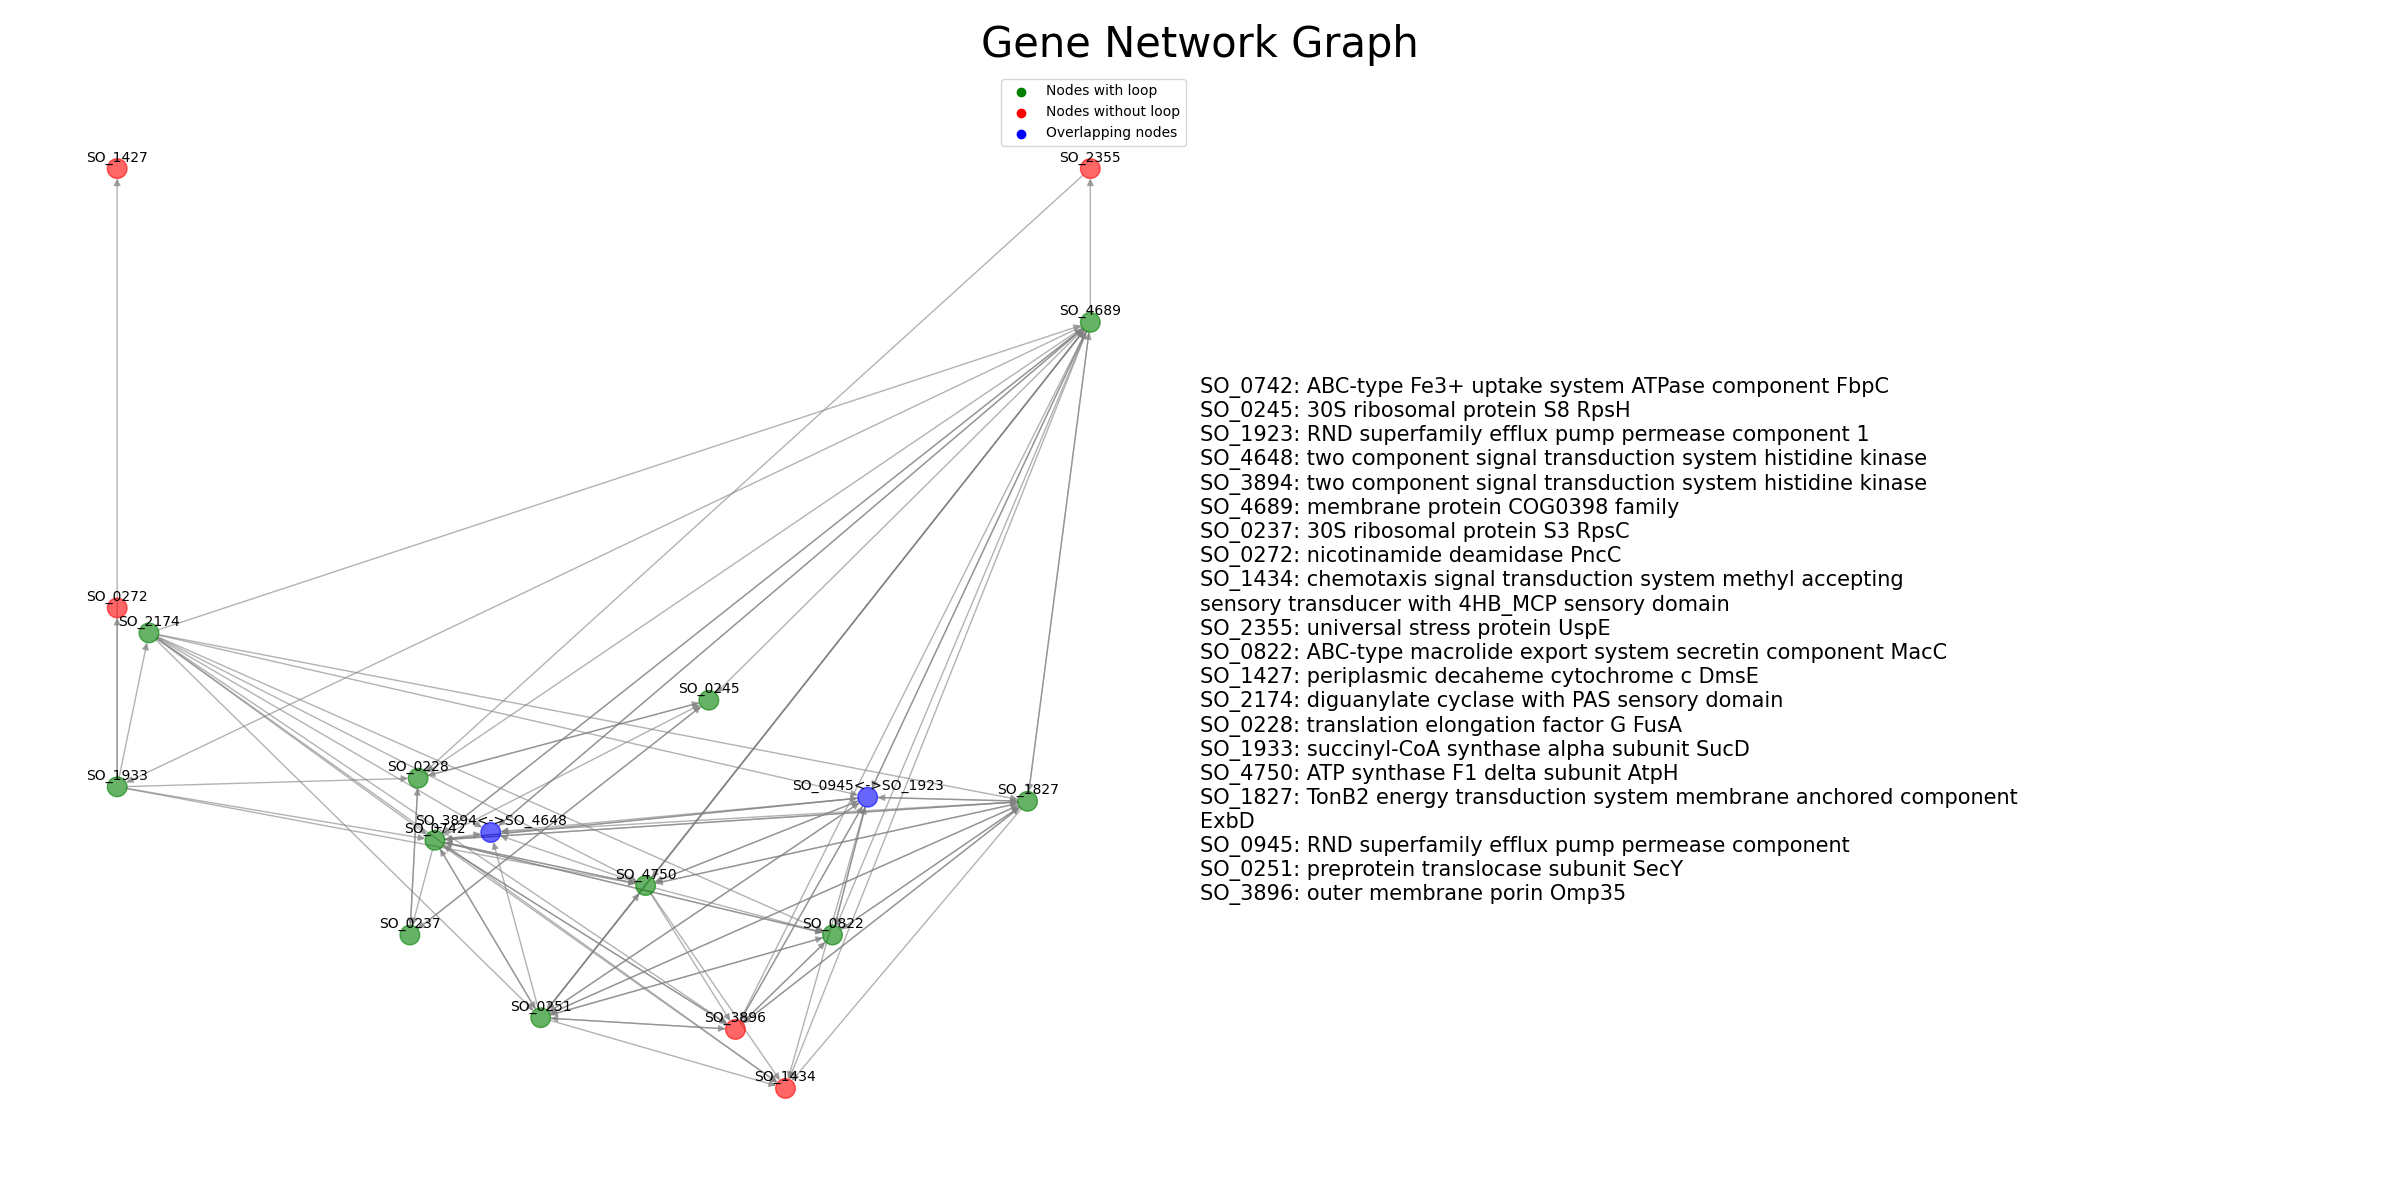 Gene Network Graph
Nodes with loop
Nodes without loop
Overlapping nodes
SO_1427
SO_2355
SO_4689
SO_0272
SO_2174
SO_0245
SO_1933
SO_0228
SO_0945<->SO_1923
SO_1827
SO_3894<->SO_4648
SO_0742
SO_4750
SO_0237
SO_0822
SO_0251
SO_3896
SO_1434
SO_0742: ABC-type Fe3+ uptake system ATPase component FbpC
SO_0245: 30S ribosomal protein S8 RpsH
SO_1923: RND superfamily efflux pump permease component 1
SO_4648: two component signal transduction system histidine kinase
SO_3894: two component signal transduction system histidine kinase
SO_4689: membrane protein COG0398 family
SO_0237: 30S ribosomal protein S3 RpsC
SO_0272: nicotinamide deamidase PncC
SO_1434: chemotaxis signal transduction system methyl accepting
sensory transducer with 4HB_MCP sensory domain
SO_2355: universal stress protein UspE
SO_0822: ABC-type macrolide export system secretin component MacC
SO_1427: periplasmic decaheme cytochrome c DmsE
SO_2174: diguanylate cyclase with PAS sensory domain
SO_0228: translation elongation factor G FusA
SO_1933: succinyl-CoA synthase alpha subunit SucD
SO_4750: ATP synthase F1 delta subunit AtpH
SO_1827: TonB2 energy transduction system membrane anchored component
ExbD
SO_0945: RND superfamily efflux pump permease component
SO_0251: preprotein translocase subunit SecY
SO_3896: outer membrane porin Omp35